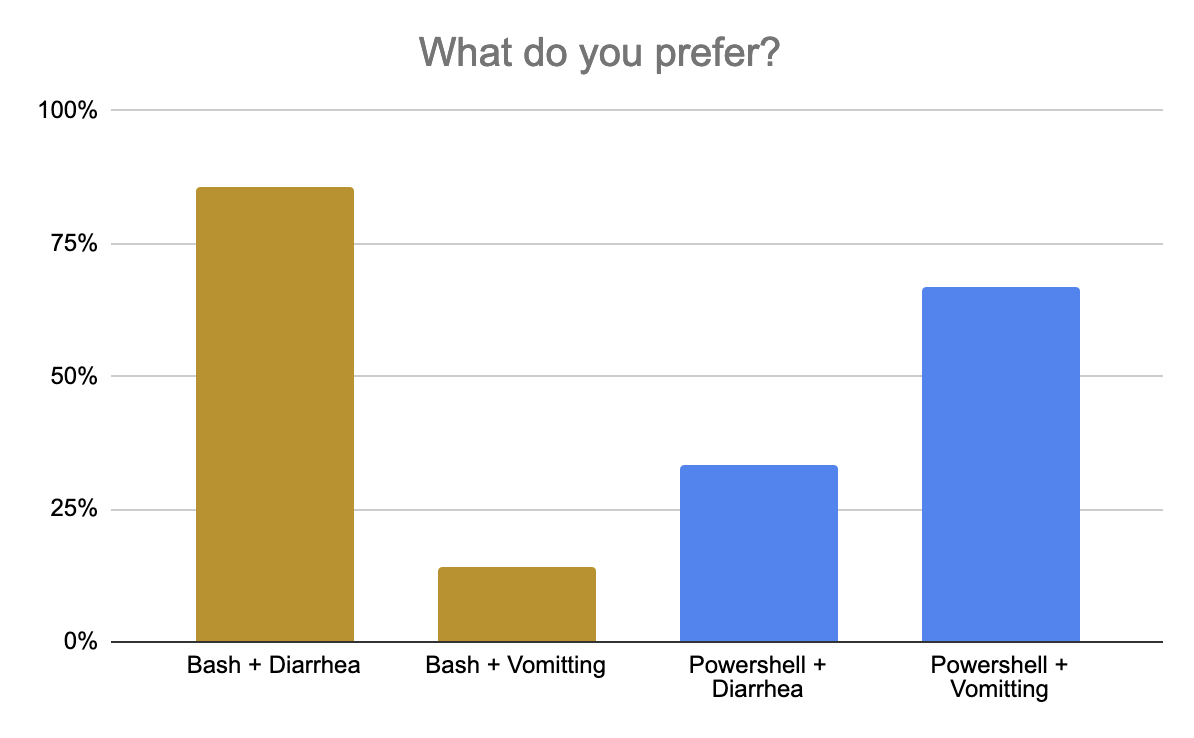 What do you prefer?
100%
75%
50%
25%
0%
Bash + Diarrhea
Bash + Vomitting
Powershell +
Diarrhea
Powershell +
Vomitting